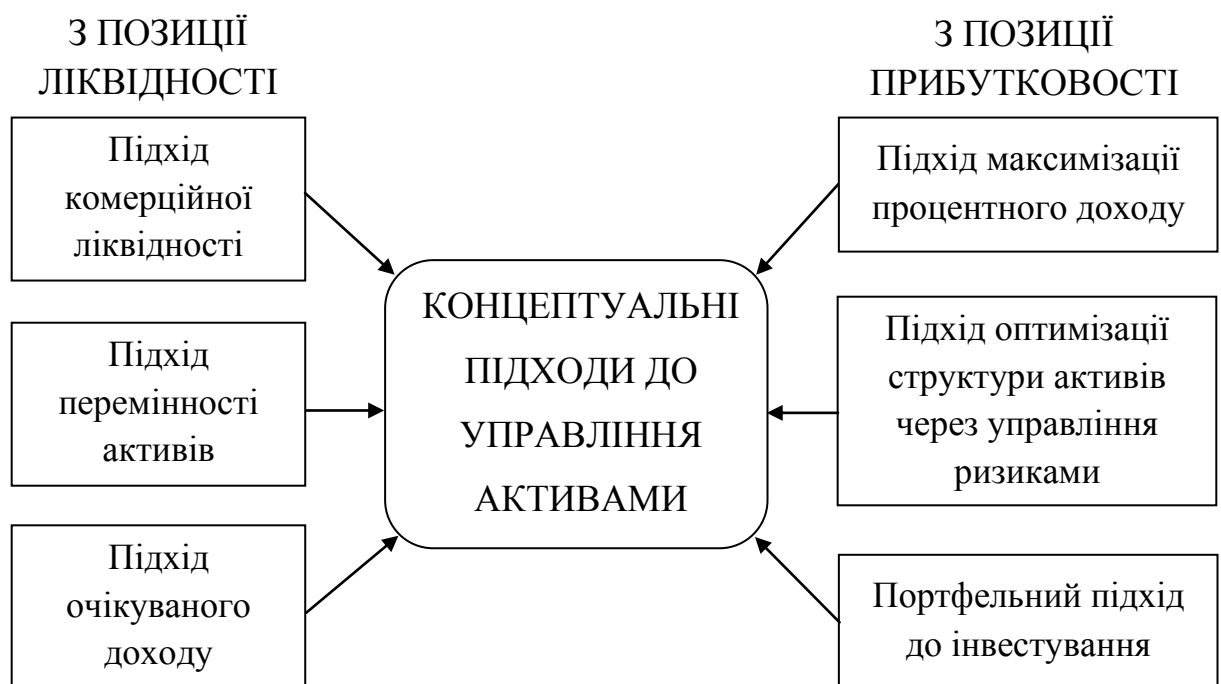 З ПОЗИЦІЇ
ЛІКВІДНОСТІ
Підхід
комерційної
ліквідності
Підхід
перемінності
активів
Підхід
очікуваного
доходу
КОНЦЕПТУАЛЬНІ
ПІДХОДИ ДО
УПРАВЛІННЯ
АКТИВАМИ
З ПОЗИЦІЇ
ПРИБУТКОВОСТІ
Підхід максимізації
процентного доходу
Підхід оптимізації
структури активів
через управління
ризиками
Портфельний підхід
до інвестування